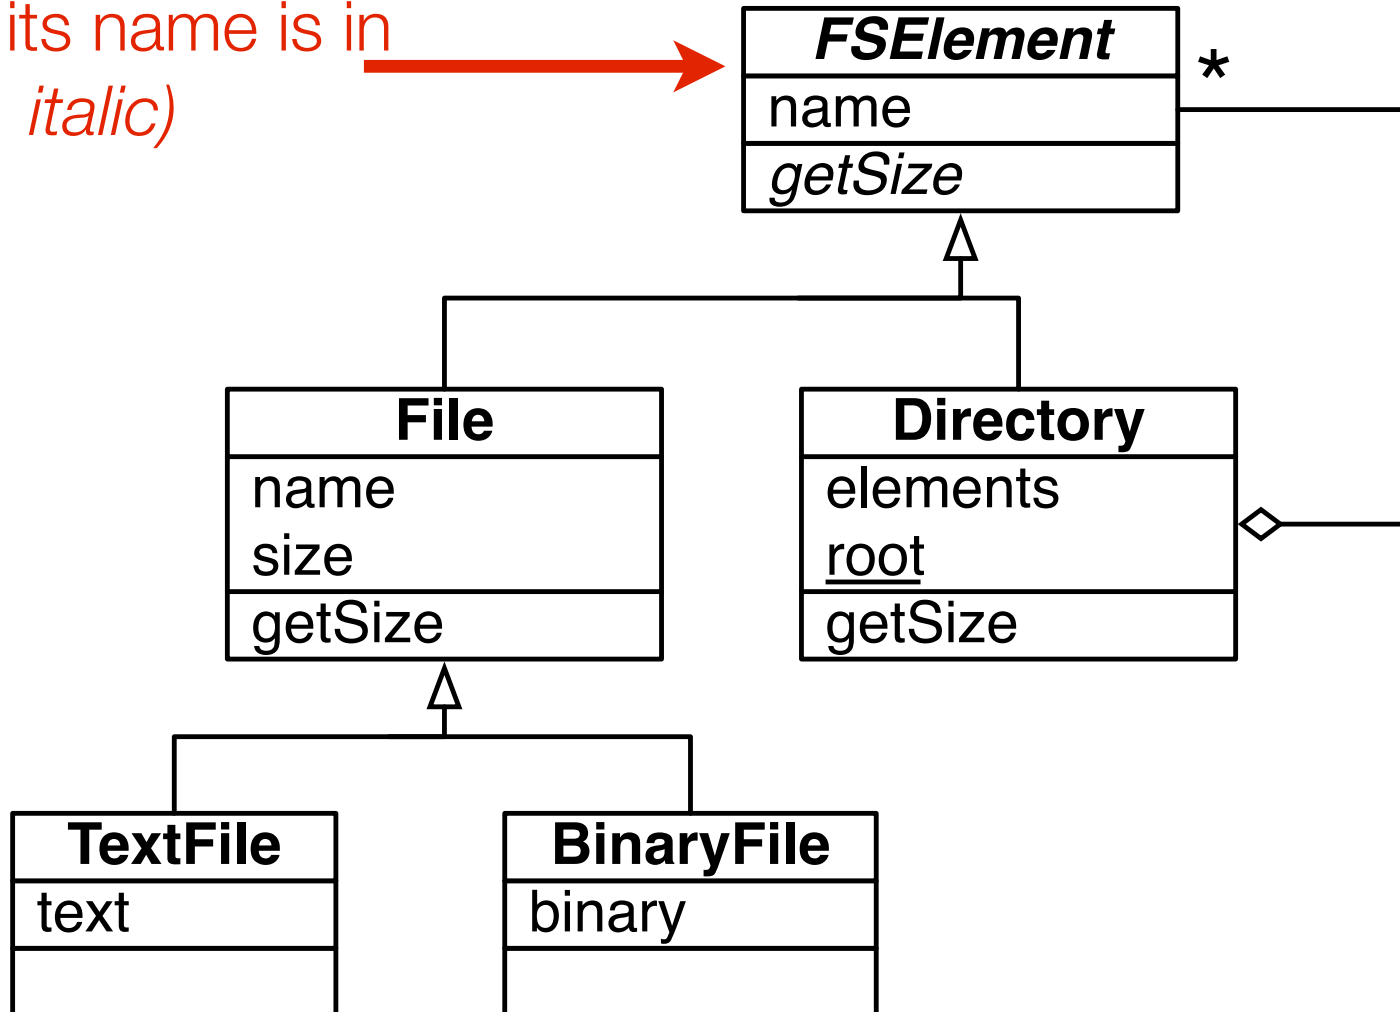 its name is in
italic)
FSElement
*
name
getSize
File
name
size
getSize
Directory
elements
root
getSize
TextFile
text
BinaryFile
binary